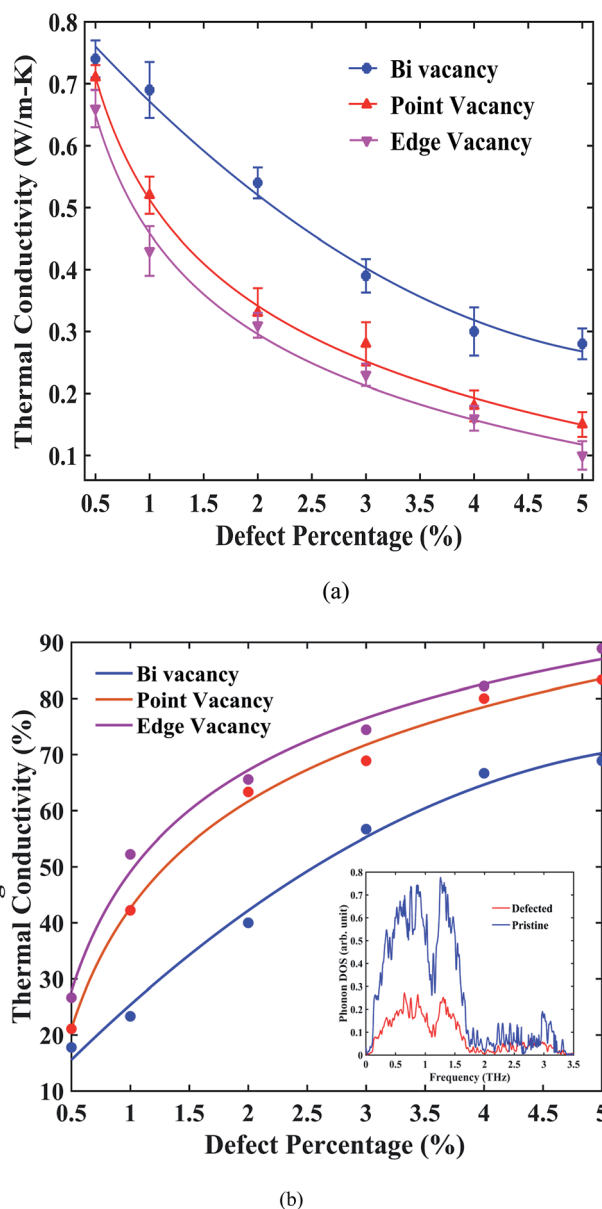 0.8
0.7
0.6
0.5
0.4
0.3
0.2
0.1
Thermal Conductivity (W/m-K)
Bi vacancy
Point Vacancy
Edge Vacancy
0.5 1 1.5 2 2.5 3 3.5 4 4.5 5
Defect Percentage (%)
(a)
90
80
70
60
50
40
30
20
10
Thermal Conductivity (%)
Bi vacancy
Point Vacancy
Edge Vacancy
0.8
0.7
0.6
0.5
0.4
0.3
0.2
0.1
0
Phonon DOS (arb. unit)
Defected
Pristine
0 0.5 1 1.5 2 2.5 3 3.5
Frequency (THz)
0.5 1 1.5 2 2.5 3 3.5 4 4.5 5
Defect Percentage (%)
(b)